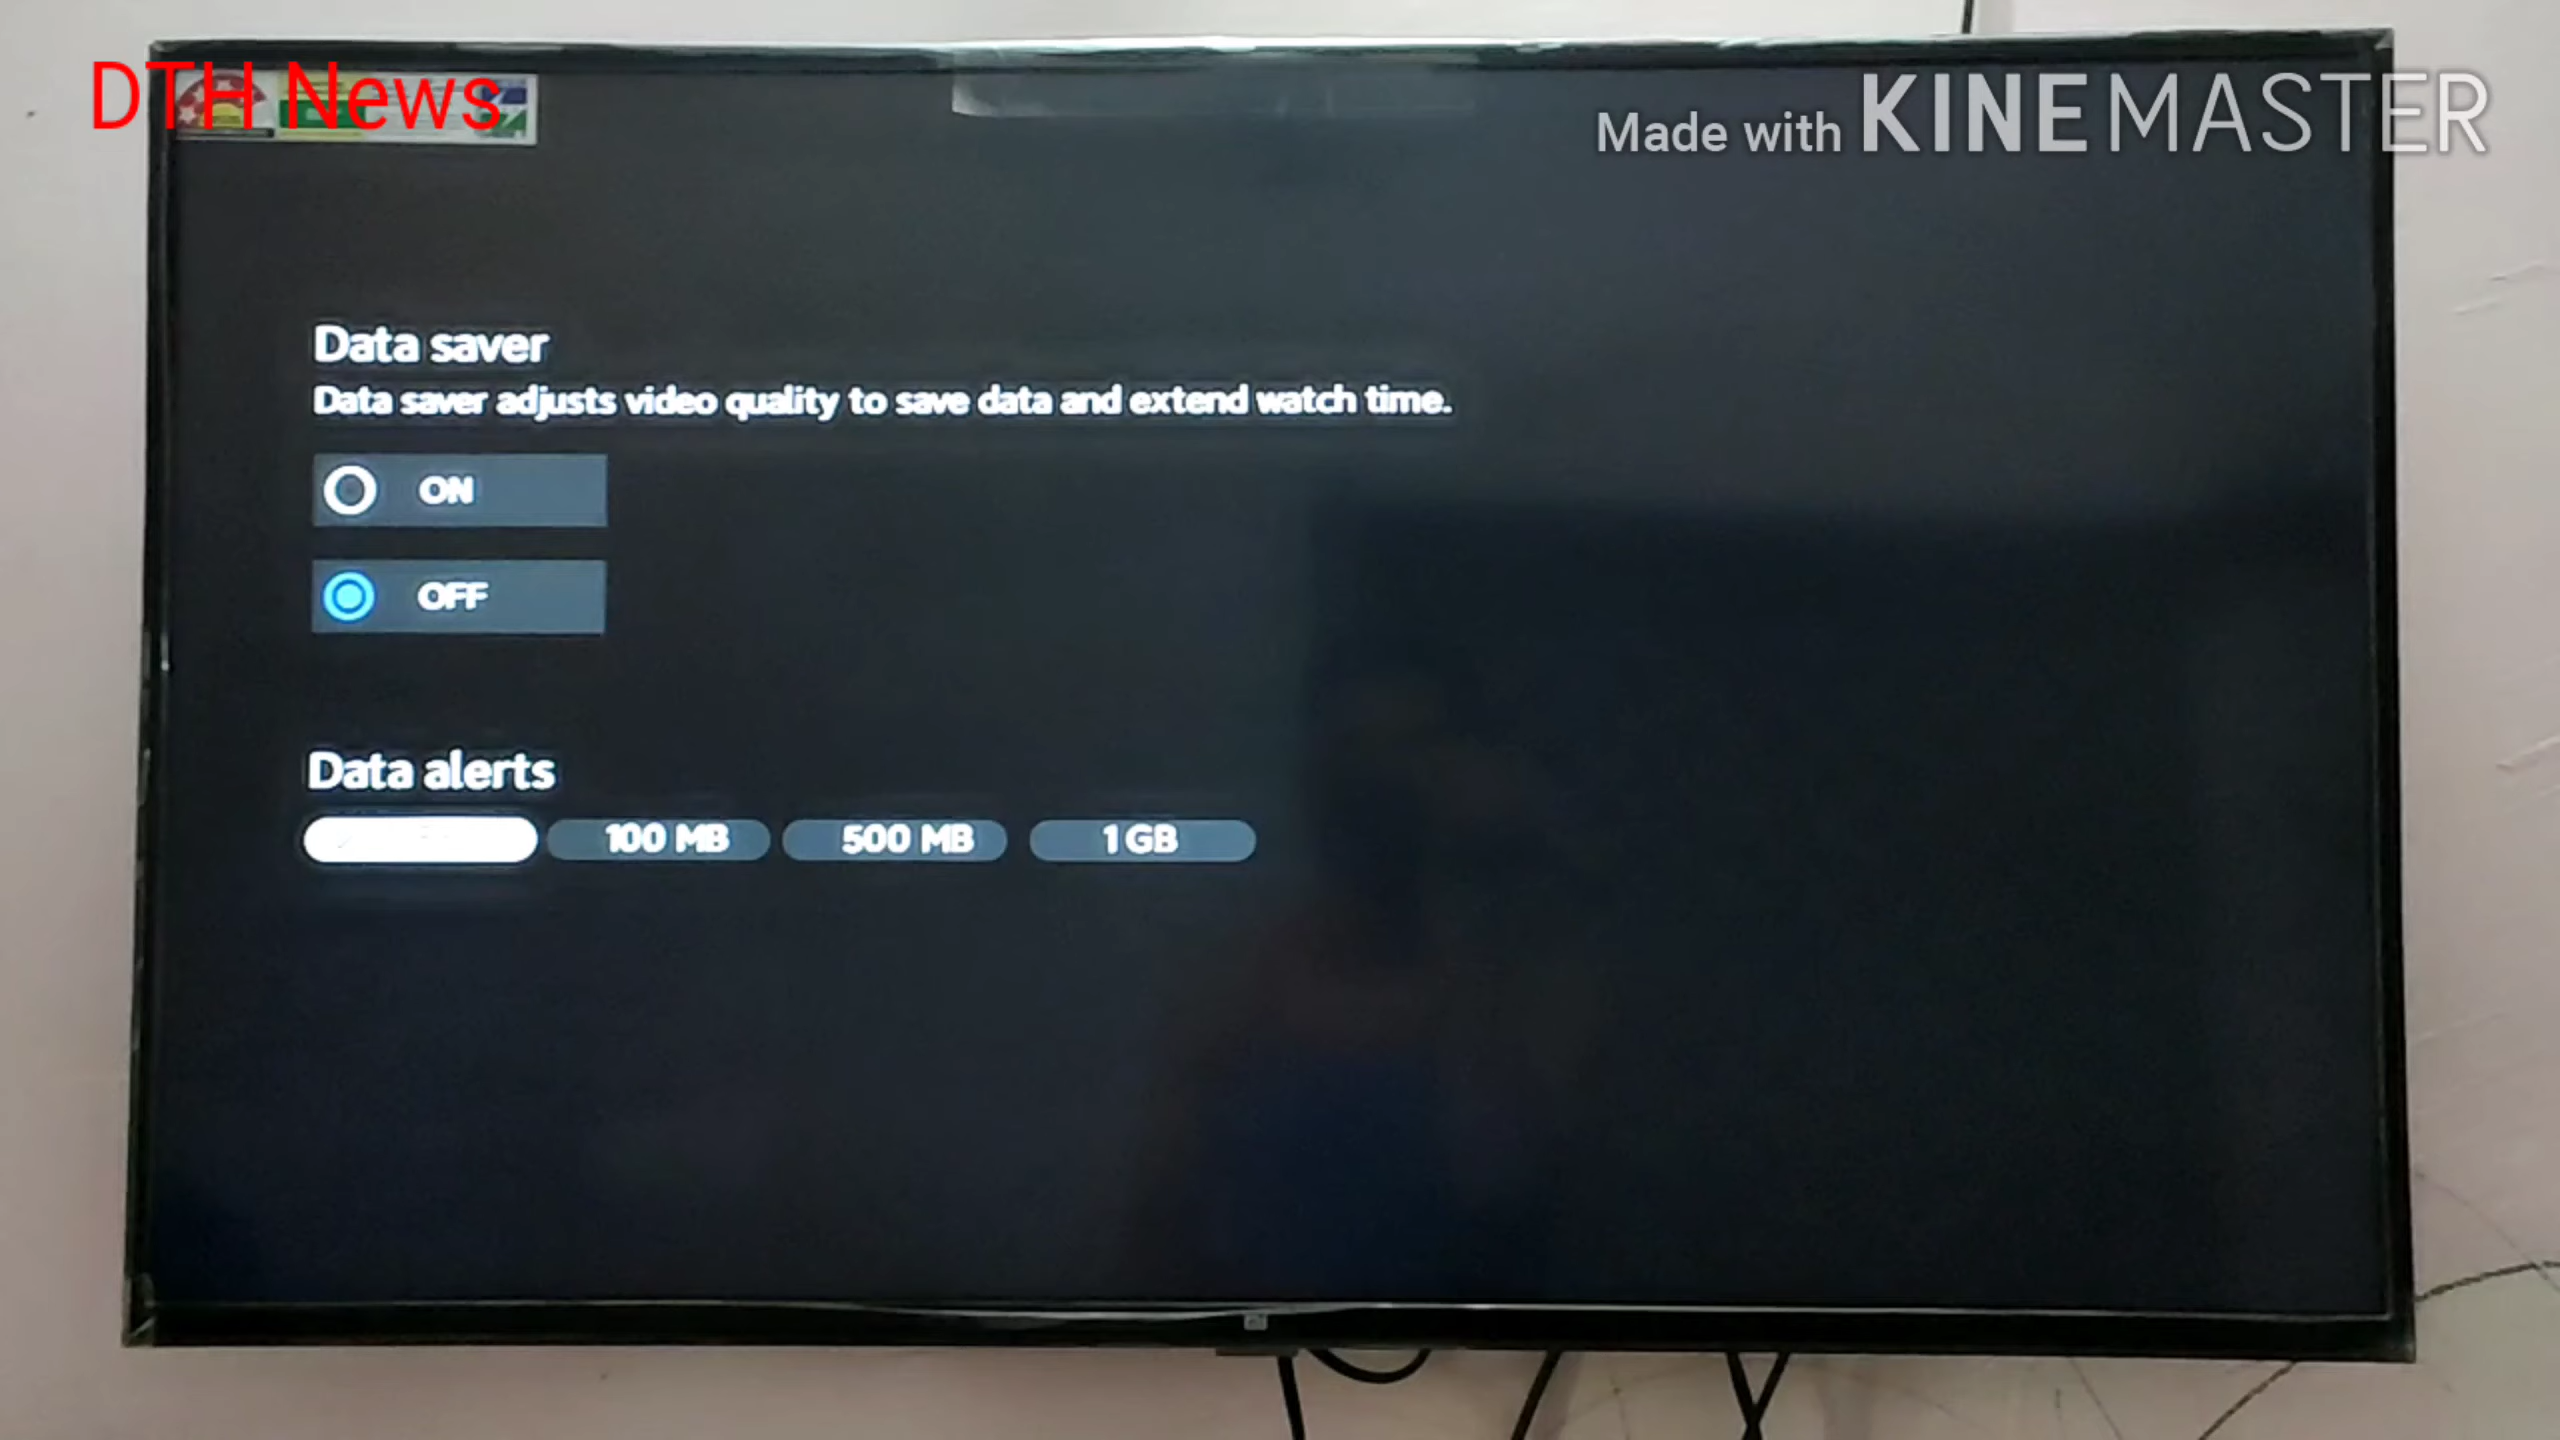 DTH News
Made with KINEMASTER
Data saver
Data saver adjusts video quality to save data and extend watch time.
ON
OFF
Data alerts
100 MB
500 MB
1 GB